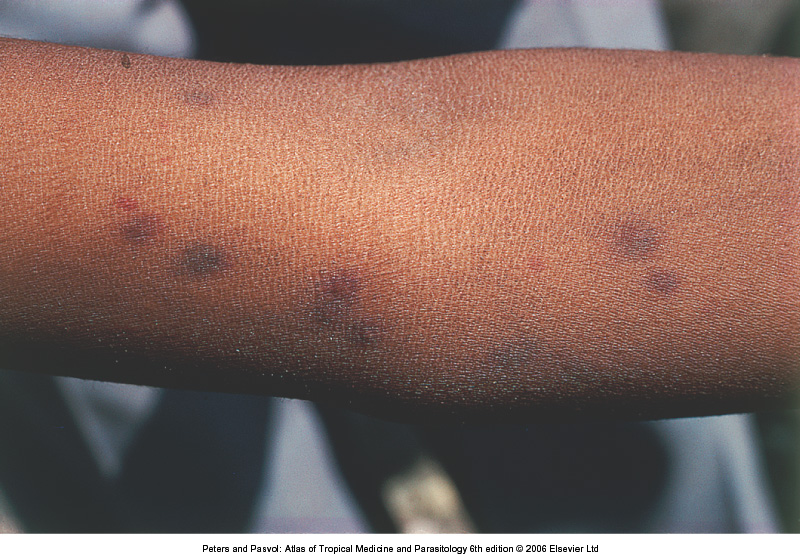 Peters and Pasvol: Atlas of Tropical Medicine and Parasitology 6th edition © 2006 Elsevier Ltd